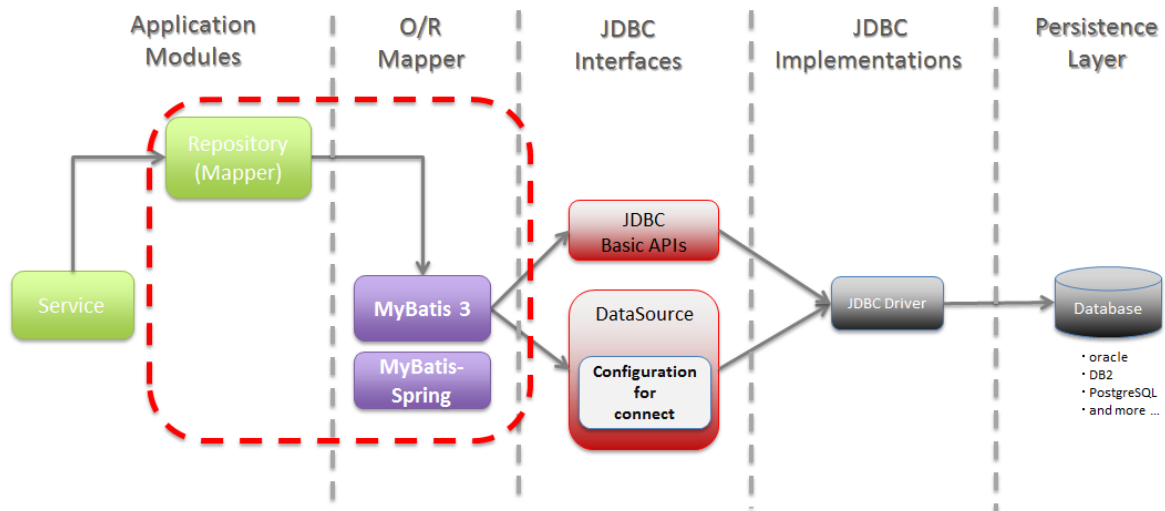 Application
Modules
O/R
Mapper
JDBC
Interfaces
JDBC
Implementations
Persistence
Layer
Repository
(Mapper)
Service
MyBatis 3
MyBatis-
Spring
JDBC
Basic APIs
DataSource
Configuration
for
connect
JDBC Driver
Database
・oracle
・DB2
・PostgreSQL
・and more ...